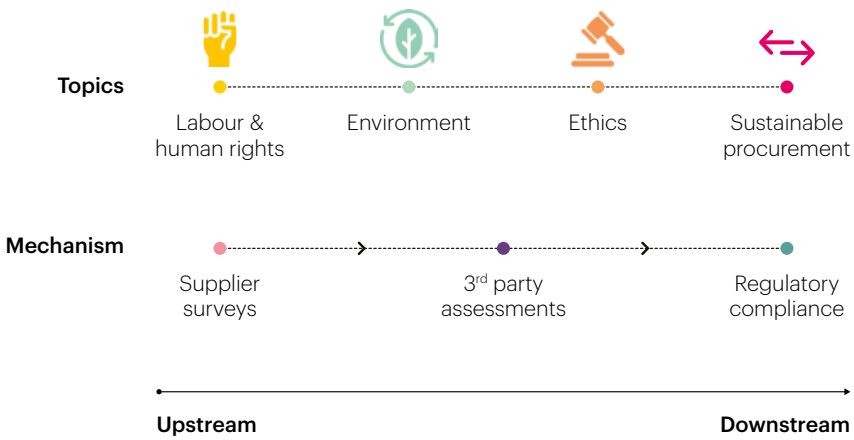 Topics
Labour &
human rights
Environment
Ethics
Sustainable
procurement
Mechanism
Supplier
surveys
3rd party
assessments
Regulatory
compliance
Upstream
Downstream